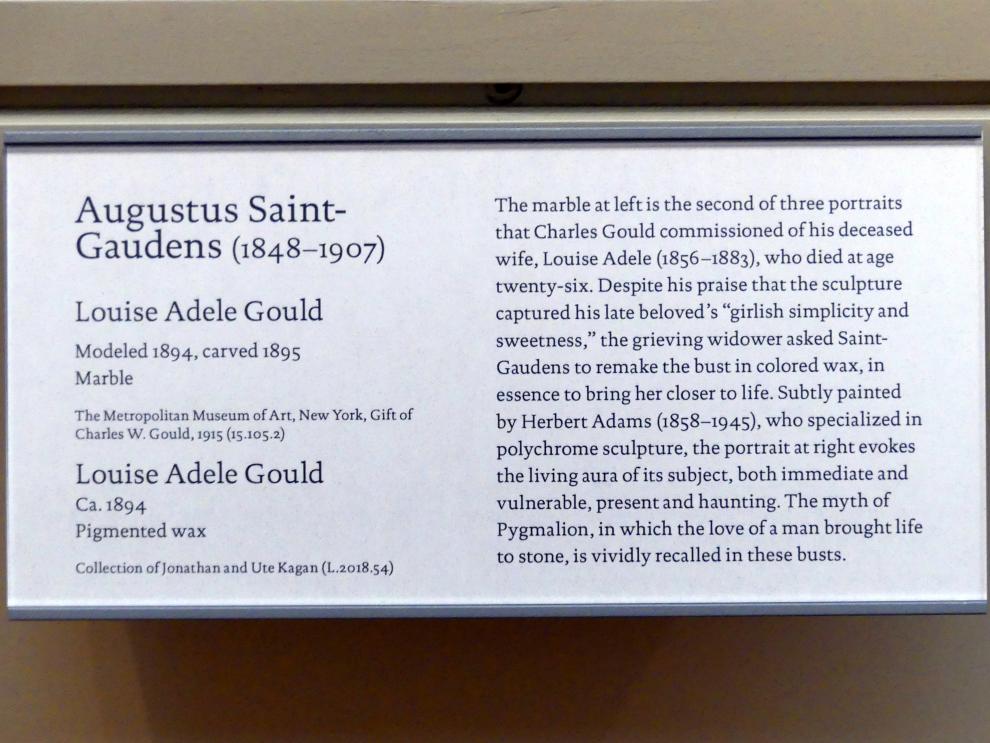 Augustus Saint-
Gaudens (1848–1907)
Louise Adele Gould
Modeled 1894, carved 1895
Marble
The Metropolitan Museum of Art, New York, Gift of
Charles W. Gould, 1915 (15.105.2)
Louise Adele Gould
Ca. 1894
Pigmented wax
Collection of Jonathan and Ute Kagan (L.2018.54)
The marble at left is the second of three portraits
that Charles Gould commissioned of his deceased
wife, Louise Adele (1856–1883), who died at age
twenty-six. Despite his praise that the sculpture
captured his late beloved’s “girlish simplicity and
sweetness,” the grieving widower asked Saint-
Gaudens to remake the bust in colored wax, in
essence to bring her closer to life. Subtly painted
by Herbert Adams (1858–1945), who specialized in
polychrome sculpture, the portrait at right evokes
the living aura of its subject, both immediate and
vulnerable, present and haunting. The myth of
Pygmalion, in which the love of a man brought life
to stone, is vividly recalled in these busts.